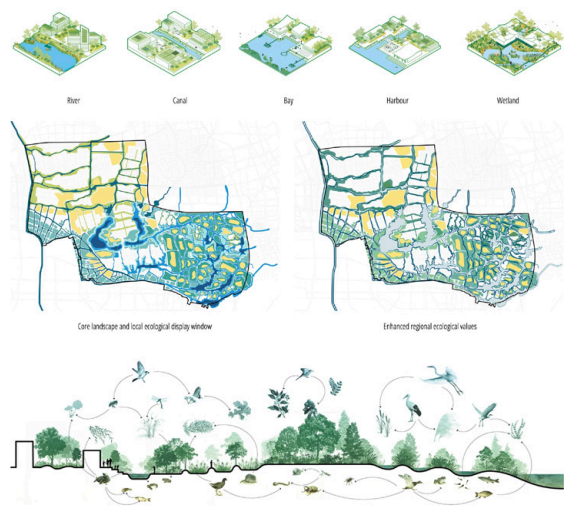 River
Canal
Bay
Harbour
Wetland
Core landscape and local ecological display window
Enhanced regional ecological values